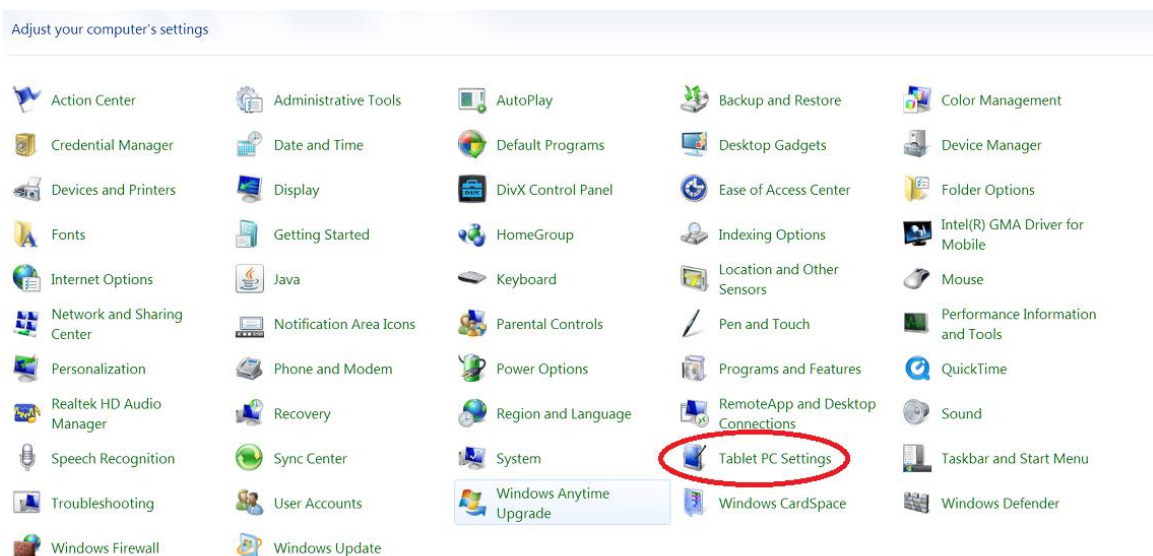 Adjust your computer's settings
Action Center
Administrative Tools
AutoPlay
Backup and Restore
Color Management
Credential Manager
Date and Time
Default Programs
Desktop Gadgets
Device Manager
Devices and Printers
Display
DivX Control Panel
Ease of Access Center
Folder Options
Fonts
Getting Started
HomeGroup
Indexing Options
Intel(R) GMA Driver for
Mobile
Internet Options
Java
Keyboard
Location and Other
Sensors
Mouse
Network and Sharing
Center
Notification Area Icons
Parental Controls
Pen and Touch
Performance Information
and Tools
Personalization
Phone and Modem
Power Options
Programs and Features
QuickTime
Realtek HD Audio
Manager
Recovery
Region and Language
RemoteApp and Desktop
Connections
Sound
Speech Recognition
Sync Center
System
Tablet PC Settings
Taskbar and Start Menu
Troubleshooting
User Accounts
Windows Anytime
Upgrade
Windows CardSpace
Windows Defender
Windows Firewall
Windows Update